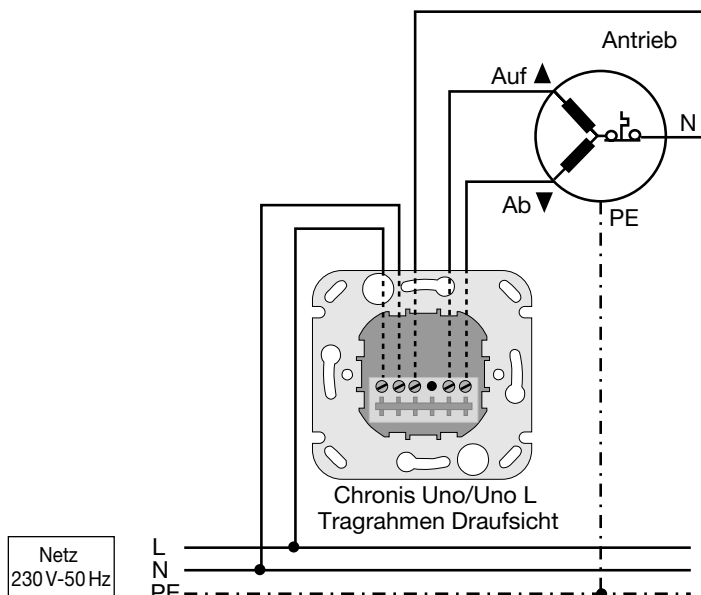 Antrieb
Auf
N
Ab
PE
Chronis Uno/Uno L
Tragrahmen Draufsicht
Netz
230 V-50 Hz
L
N
PE